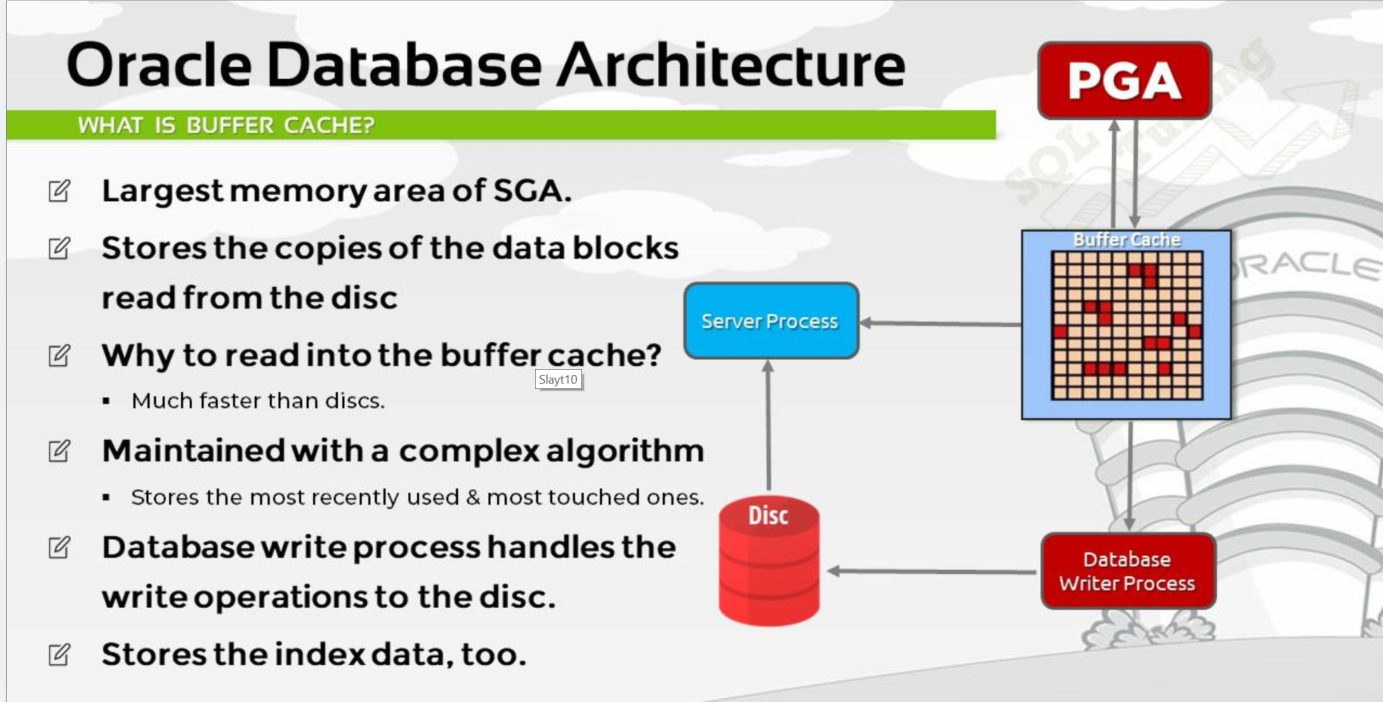 Oracle Database Architecture
WHAT IS BUFFER CACHE?
Largest memory area of SGA.
Stores the copies of the data blocks
read from the disc
Why to read into the buffer cache?
Slayt10
Much faster than discs.
Maintained with a complex algorithm
Stores the most recently used & most touched ones.
Database write process handles the
write operations to the disc.
Stores the index data, too.
PGA
Buffer Cache
Server Process
Disc
Database
Writer Process
SQL
Tuning
ORACLE